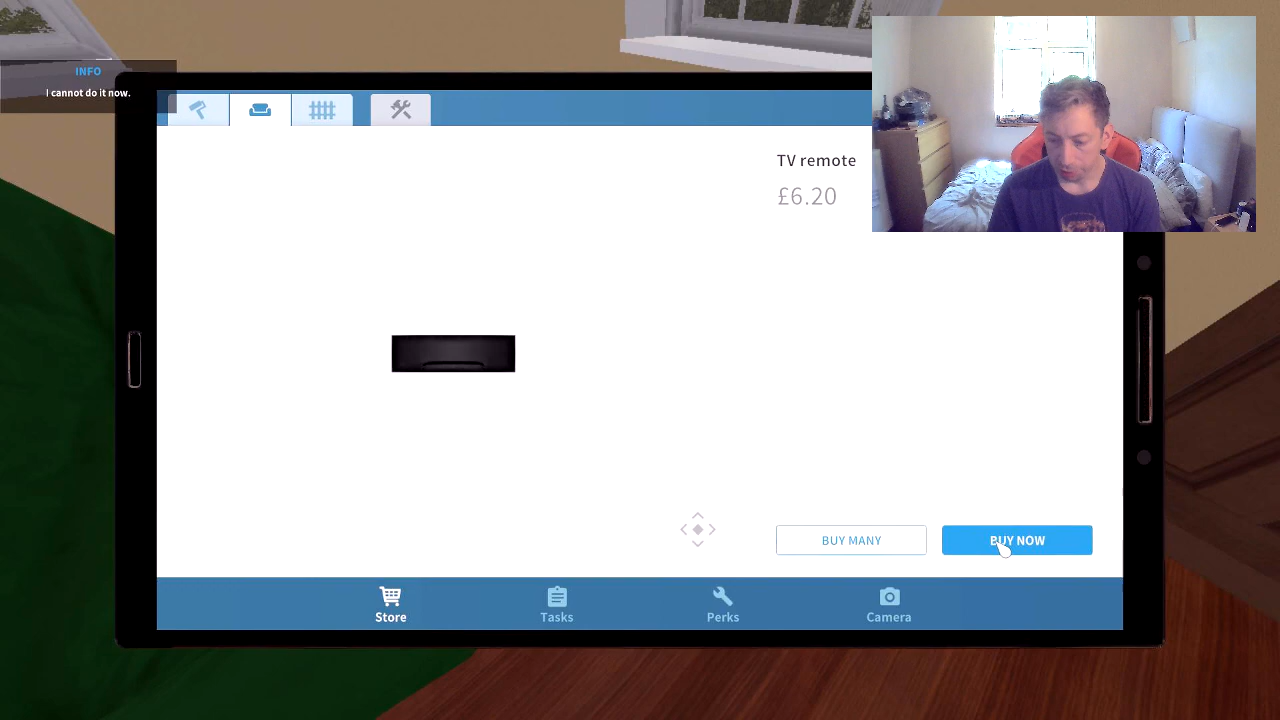 INFO
I cannot do it now.
TV remote
£6.20
BUY MANY
BUY NOW
Store
Tasks
Perks
Camera